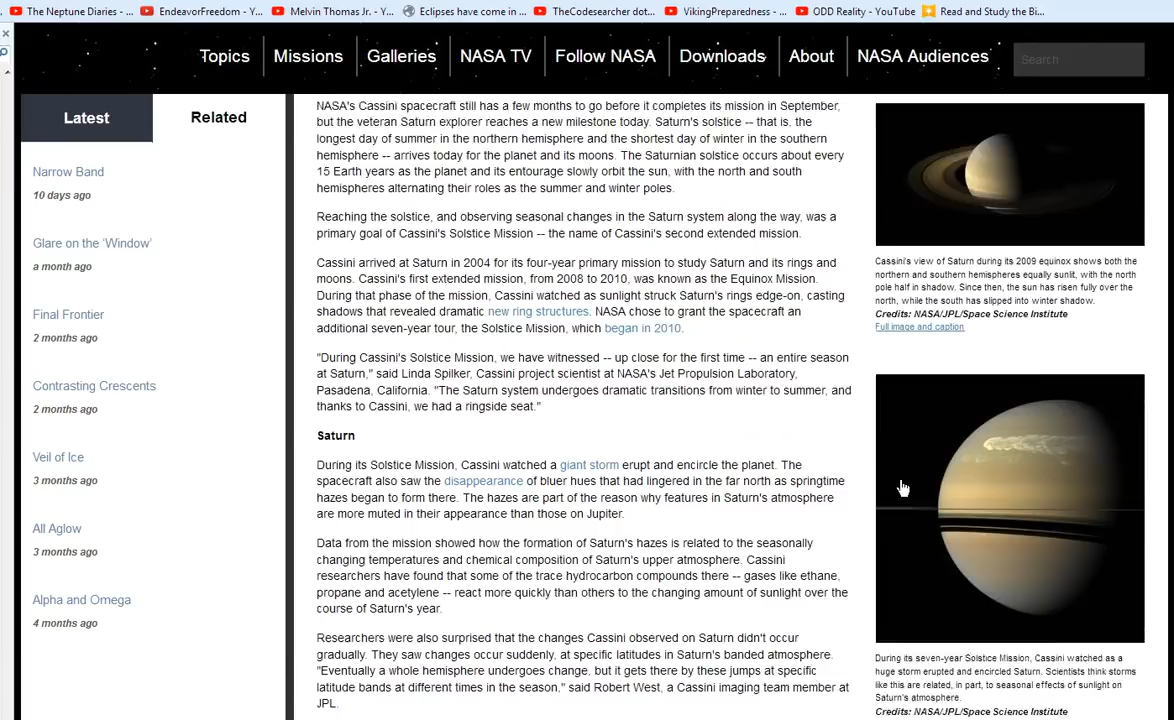 The Neptune Diaries - ...
EndeavorFreedom - Y...
Melvin Thomas Jr. - Y...
Eclipses have come in ...
TheCodesearcher dot...
VikingPreparedness - ...
ODD Reality - YouTube
Read and Study the Bi...
Topics
Missions
Galleries
NASA TV
Follow NASA
Downloads
About
NASA Audiences
Search
Latest
Related
Narrow Band
10 days ago
Glare on the 'Window'
a month ago
Final Frontier
2 months ago
Contrasting Crescents
2 months ago
Veil of Ice
3 months ago
All Aglow
3 months ago
Alpha and Omega
4 months ago
NASA's Cassini spacecraft still has a few months to go before it completes its mission in September,
but the veteran Saturn explorer reaches a new milestone today. Saturn's solstice -- that is, the
longest day of summer in the northern hemisphere and the shortest day of winter in the southern
hemisphere -- arrives today for the planet and its moons. The Saturnian solstice occurs about every
15 Earth years as the planet and its entourage slowly orbit the sun, with the north and south
hemispheres alternating their roles as the summer and winter poles.
Reaching the solstice, and observing seasonal changes in the Saturn system along the way, was a
primary goal of Cassini's Solstice Mission -- the name of Cassini's second extended mission.
Cassini arrived at Saturn in 2004 for its four-year primary mission to study Saturn and its rings and
moons. Cassini's first extended mission, from 2008 to 2010, was known as the Equinox Mission.
During that phase of the mission, Cassini watched as sunlight struck Saturn's rings edge-on, casting
shadows that revealed dramatic new ring structures. NASA chose to grant the spacecraft an
additional seven-year tour, the Solstice Mission, which began in 2010.
"During Cassini's Solstice Mission, we have witnessed -- up close for the first time -- an entire season
at Saturn," said Linda Spilker, Cassini project scientist at NASA's Jet Propulsion Laboratory,
Pasadena, California. "The Saturn system undergoes dramatic transitions from winter to summer, and
thanks to Cassini, we had a ringside seat."
Saturn
During its Solstice Mission, Cassini watched a giant storm erupt and encircle the planet. The
spacecraft also saw the disappearance of bluer hues that had lingered in the far north as springtime
hazes began to form there. The hazes are part of the reason why features in Saturn's atmosphere
are more muted in their appearance than those on Jupiter.
Data from the mission showed how the formation of Saturn's hazes is related to the seasonally
changing temperatures and chemical composition of Saturn's upper atmosphere. Cassini
researchers have found that some of the trace hydrocarbon compounds there -- gases like ethane,
propane and acetylene -- react more quickly than others to the changing amount of sunlight over the
course of Saturn's year.
Researchers were also surprised that the changes Cassini observed on Saturn didn't occur
gradually. They saw changes occur suddenly, at specific latitudes in Saturn's banded atmosphere.
"Eventually a whole hemisphere undergoes change, but it gets there by these jumps at specific
latitude bands at different times in the season," said Robert West, a Cassini imaging team member at
JPL.
Cassini's view of Saturn during its 2009 equinox shows both the
northern and southern hemispheres equally sunlit, with the north
pole half in shadow. Since then, the sun has risen fully over the
north, while the south has slipped into winter shadow.
Credits: NASA/JPL/Space Science Institute
Full image and caption
During its seven-year Solstice Mission, Cassini watched as a
huge storm erupted and encircled Saturn. Scientists think storms
like this are related, in part, to seasonal effects of sunlight on
Saturn's atmosphere.
Credits: NASA/JPL/Space Science Institute